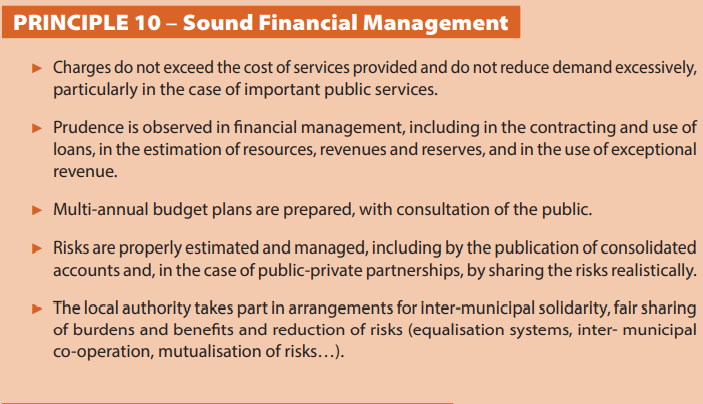 PRINCIPLE 10 – Sound Financial Management
► Charges do not exceed the cost of services provided and do not reduce demand excessively,
particularly in the case of important public services.
► Prudence is observed in financial management, including in the contracting and use of
loans, in the estimation of resources, revenues and reserves, and in the use of exceptional
revenue.
► Multi-annual budget plans are prepared, with consultation of the public.
► Risks are properly estimated and managed, including by the publication of consolidated
accounts and, in the case of public-private partnerships, by sharing the risks realistically.
► The local authority takes part in arrangements for inter-municipal solidarity, fair sharing
of burdens and benefits and reduction of risks (equalisation systems, inter- municipal
co-operation, mutualisation of risks…).